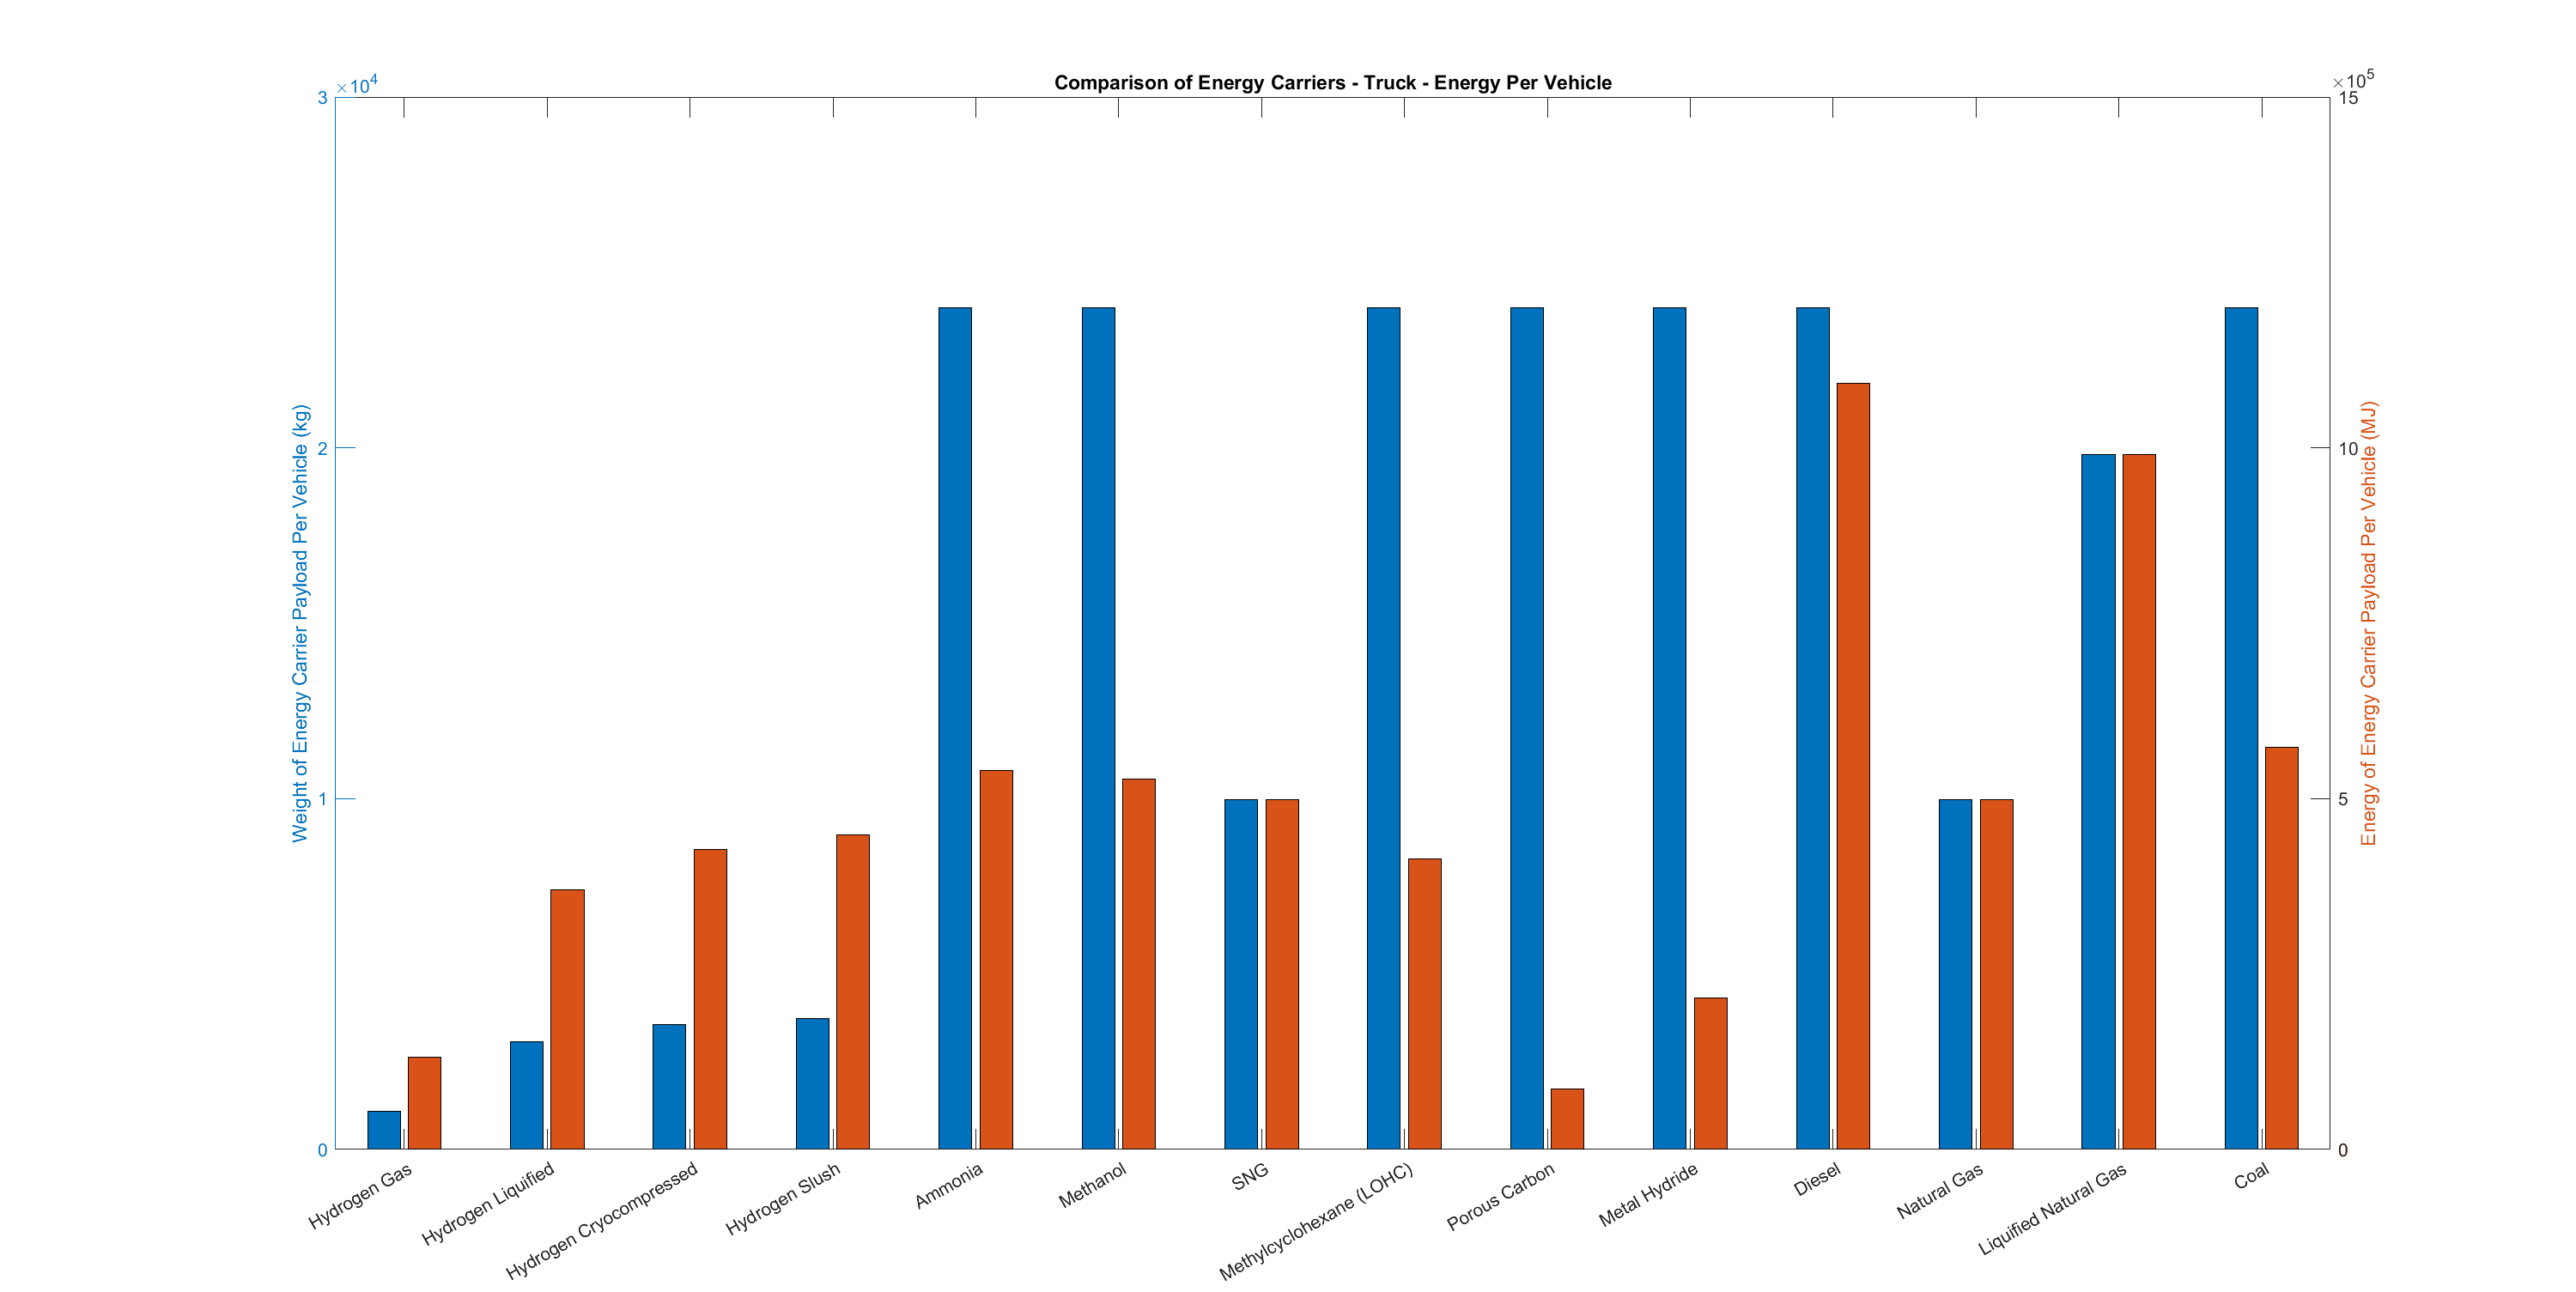 Comparison of Energy Carriers - Truck - Energy Per Vehicle
×10⁴
×10⁵
3
2
1
0
15
10
5
0
Weight of Energy Carrier Payload Per Vehicle (kg)
Energy of Energy Carrier Payload Per Vehicle (MJ)
Hydrogen Gas
Hydrogen Liquified
Hydrogen Cryocompressed
Hydrogen Slush
Ammonia
Methanol
SNG
Methylcyclohexane (LOHC)
Porous Carbon
Metal Hydride
Diesel
Natural Gas
Liquified Natural Gas
Coal